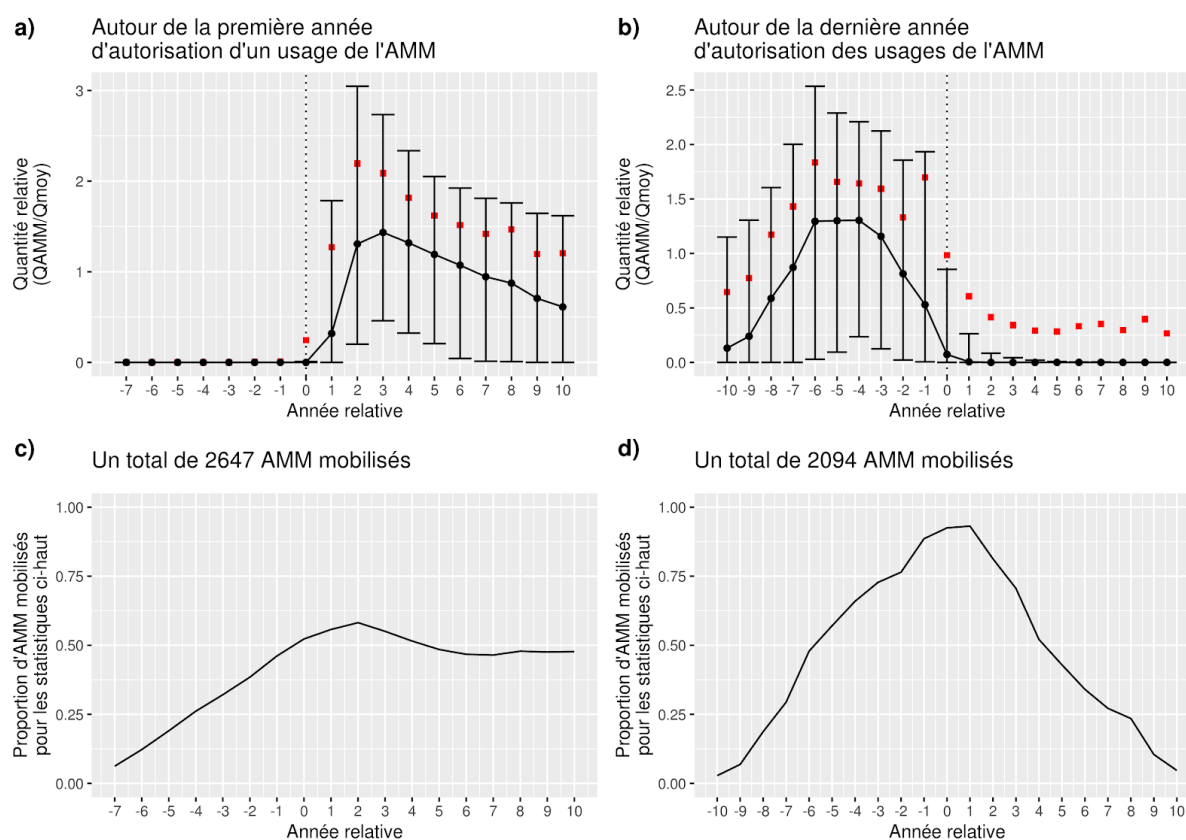 a)
Autour de la première année
d'autorisation d'un usage de l'AMM
3
2
1
0
Quantité relative
(QAMM/Qmoy)
-7 -6 -5 -4 -3 -2 -1 0 1 2 3 4 5 6 7 8 9 10
Année relative
b)
Autour de la dernière année
d'autorisation des usages de l'AMM
2.5
2.0
1.5
1.0
0.5
0.0
Quantité relative
(QAMM/Qmoy)
-10 -9 -8 -7 -6 -5 -4 -3 -2 -1 0 1 2 3 4 5 6 7 8 9 10
Année relative
c)
Un total de 2647 AMM mobilisés
1.00
0.75
0.50
0.25
0.00
Proportion d'AMM mobilisés
pour les statistiques ci-haut
-7 -6 -5 -4 -3 -2 -1 0 1 2 3 4 5 6 7 8 9 10
Année relative
d)
Un total de 2094 AMM mobilisés
1.00
0.75
0.50
0.25
0.00
Proportion d'AMM mobilisés
pour les statistiques ci-haut
-10 -9 -8 -7 -6 -5 -4 -3 -2 -1 0 1 2 3 4 5 6 7 8 9 10
Année relative